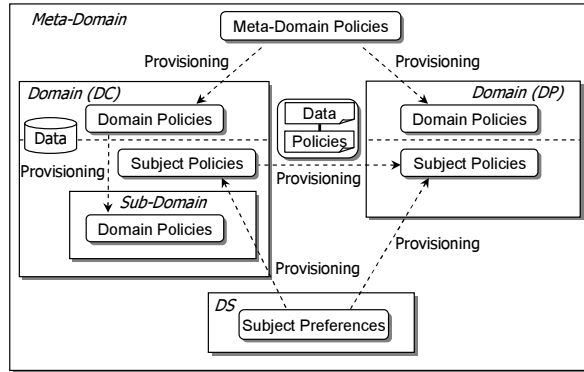 Meta-Domain
Meta-Domain Policies
Provisioning
Provisioning
Domain (DC)
Domain (DP)
Domain Policies
Data
Policies
Domain Policies
Data
Subject Policies
Subject Policies
Provisioning
Provisioning
Sub-Domain
Domain Policies
Provisioning
Provisioning
DS
Subject Preferences